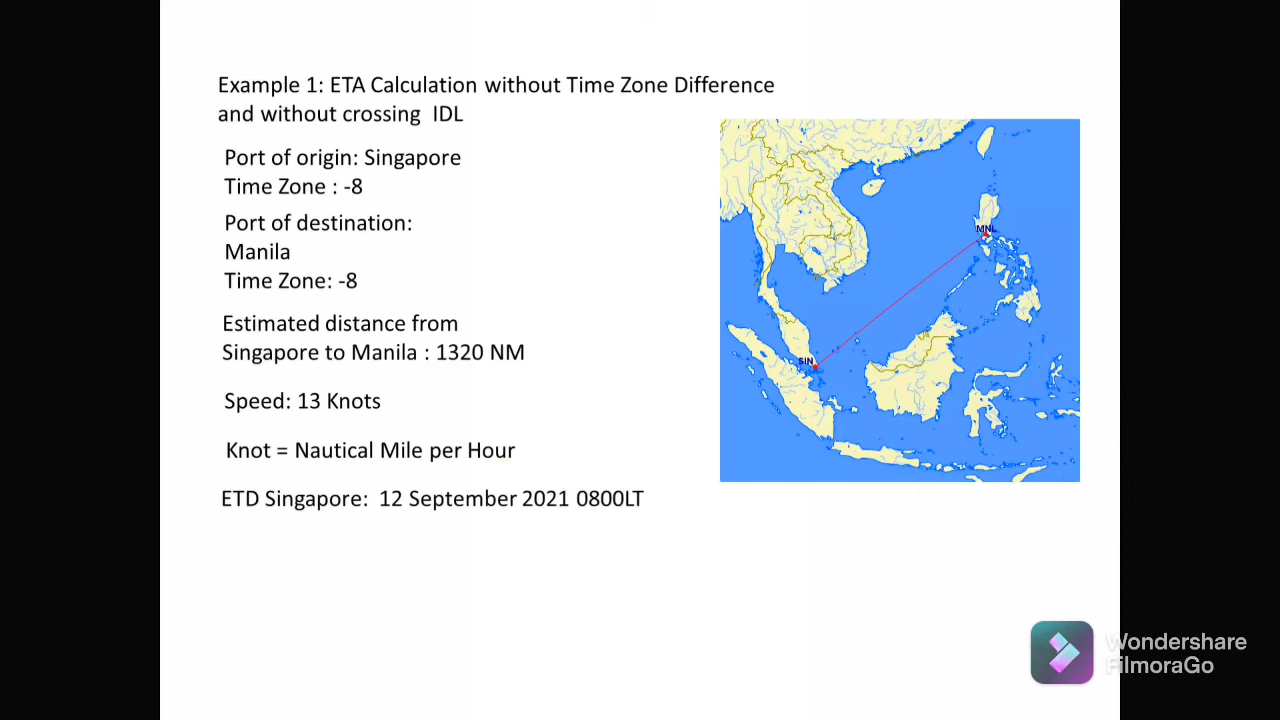 Example 1: ETA Calculation without Time Zone Difference
and without crossing IDL
Port of origin: Singapore
Time Zone : -8
Port of destination:
Manila
Time Zone: -8
Estimated distance from
Singapore to Manila : 1320 NM
Speed: 13 Knots
Knot = Nautical Mile per Hour
ETD Singapore: 12 September 2021 0800LT
MNL
SIN
Wondershare
FilmoraGo